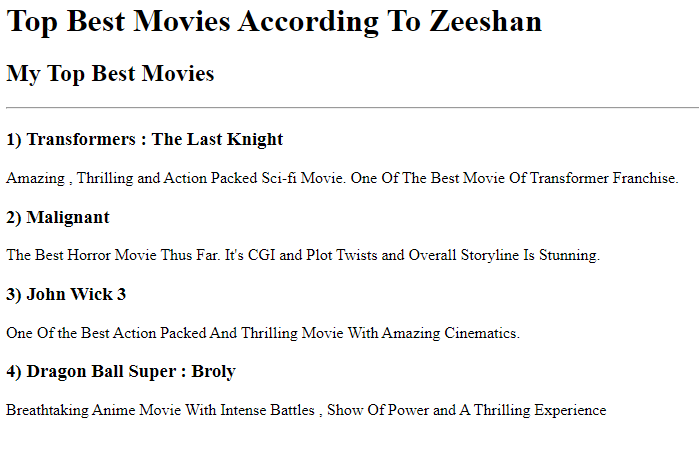 Top Best Movies According To Zeeshan
My Top Best Movies
1) Transformers : The Last Knight
Amazing , Thrilling and Action Packed Sci-fi Movie. One Of The Best Movie Of Transformer Franchise.
2) Malignant
The Best Horror Movie Thus Far. It's CGI and Plot Twists and Overall Storyline Is Stunning.
3) John Wick 3
One Of the Best Action Packed And Thrilling Movie With Amazing Cinematics.
4) Dragon Ball Super : Broly
Breathtaking Anime Movie With Intense Battles , Show Of Power and A Thrilling Experience